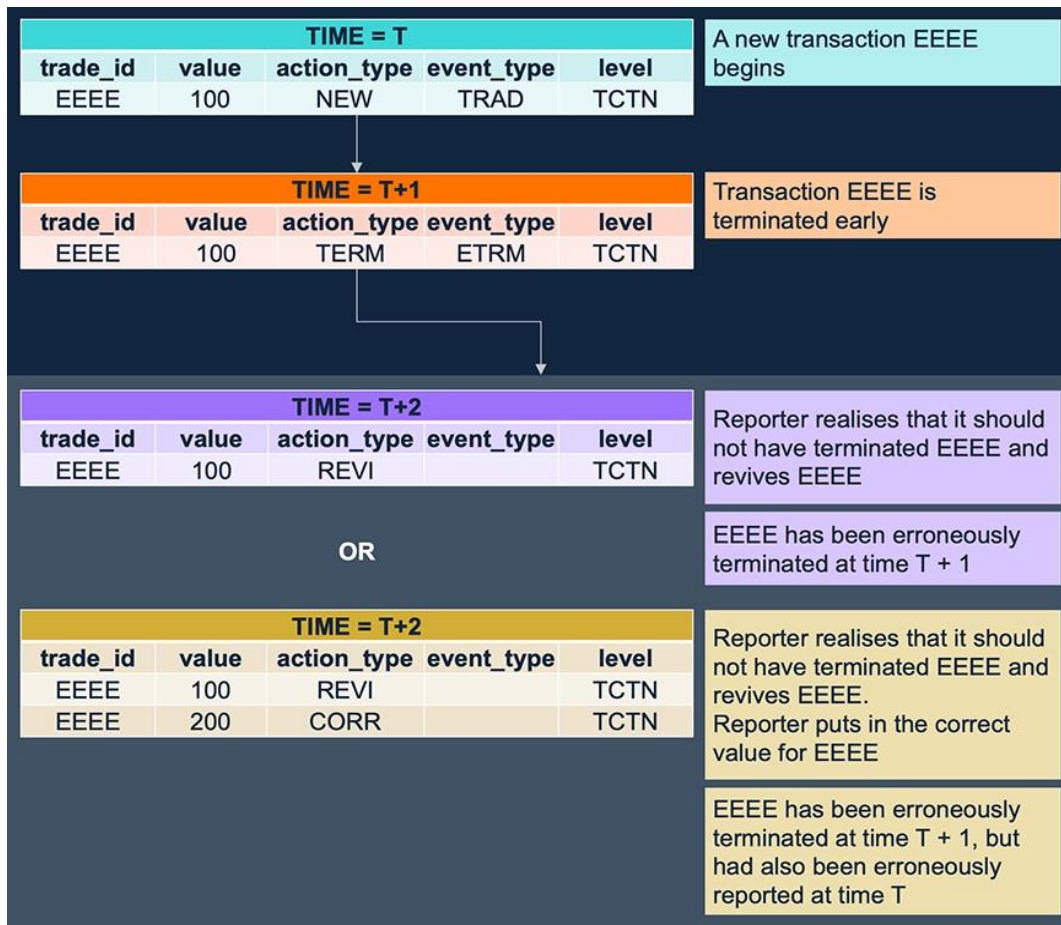 TIME = T
trade_id value action_type event_type level
EEEE 100 NEW TRAD TCTN
A new transaction EEEE
begins
TIME = T+1
trade_id value action_type event_type level
EEEE 100 TERM ETRM TCTN
Transaction EEEE is
terminated early
TIME = T+2
trade_id value action_type event_type level
EEEE 100 REVI TCTN
Reporter realises that it should
not have terminated EEEE and
revives EEEE
EEEE has been erroneously
terminated at time T + 1
OR
TIME = T+2
trade_id value action_type event_type level
EEEE 100 REVI TCTN
EEEE 200 CORR TCTN
Reporter realises that it should
not have terminated EEEE and
revives EEEE.
Reporter puts in the correct
value for EEEE
EEEE has been erroneously
terminated at time T + 1, but
had also been erroneously
reported at time T